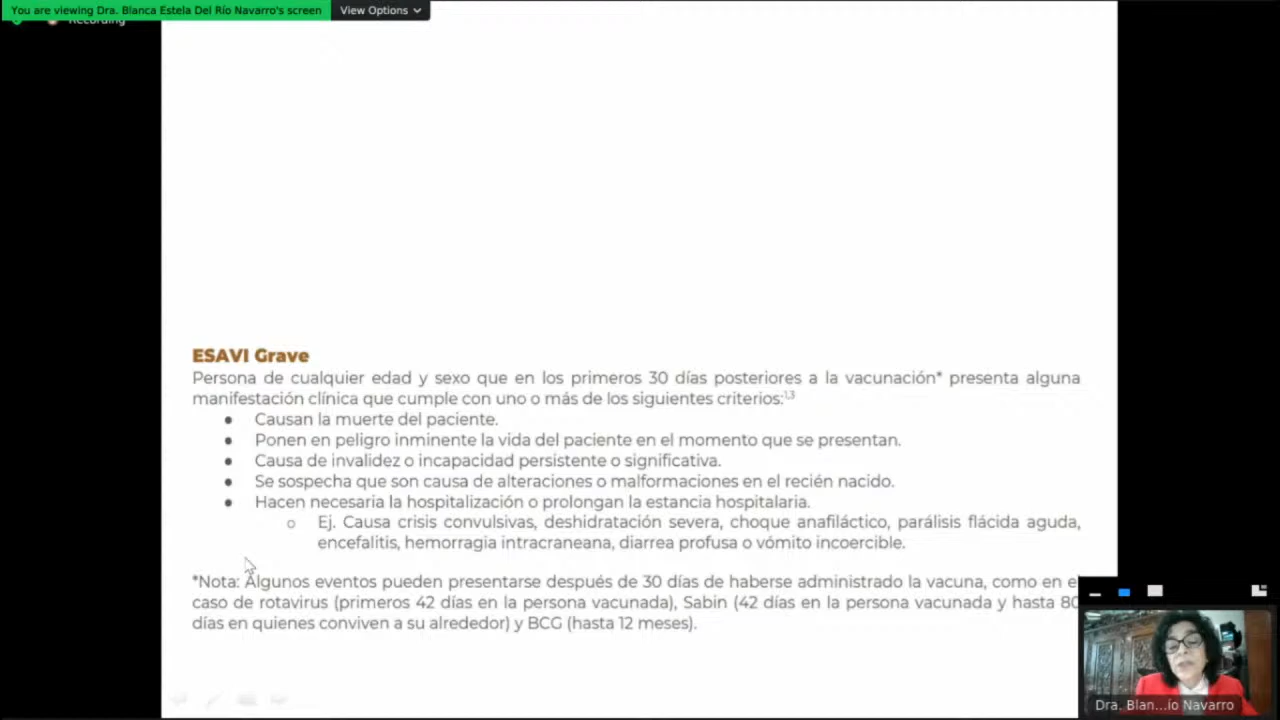 You are viewing Dra. Blanca Estela Del Río Navarro's screen
View Options
Recording
ESAVI Grave
Persona de cualquier edad y sexo que en los primeros 30 días posteriores a la vacunación* presenta alguna
manifestación clínica que cumple con uno o más de los siguientes criterios:1,3
● Causan la muerte del paciente.
● Ponen en peligro inminente la vida del paciente en el momento que se presentan.
● Causa de invalidez o incapacidad persistente o significativa.
● Se sospecha que son causa de alteraciones o malformaciones en el recién nacido.
● Hacen necesaria la hospitalización o prolongan la estancia hospitalaria.
○ Ej. Causa crisis convulsivas, deshidratación severa, choque anafiláctico, parálisis flácida aguda,
encefalitis, hemorragia intracraneana, diarrea profusa o vómito incoercible.
*Nota: Algunos eventos pueden presentarse después de 30 días de haberse administrado la vacuna, como en el
caso de rotavirus (primeros 42 días en la persona vacunada), Sabin (42 días en la persona vacunada y hasta 80
días en quienes conviven a su alrededor) y BCG (hasta 12 meses).
Dra. Blan...ío Navarro